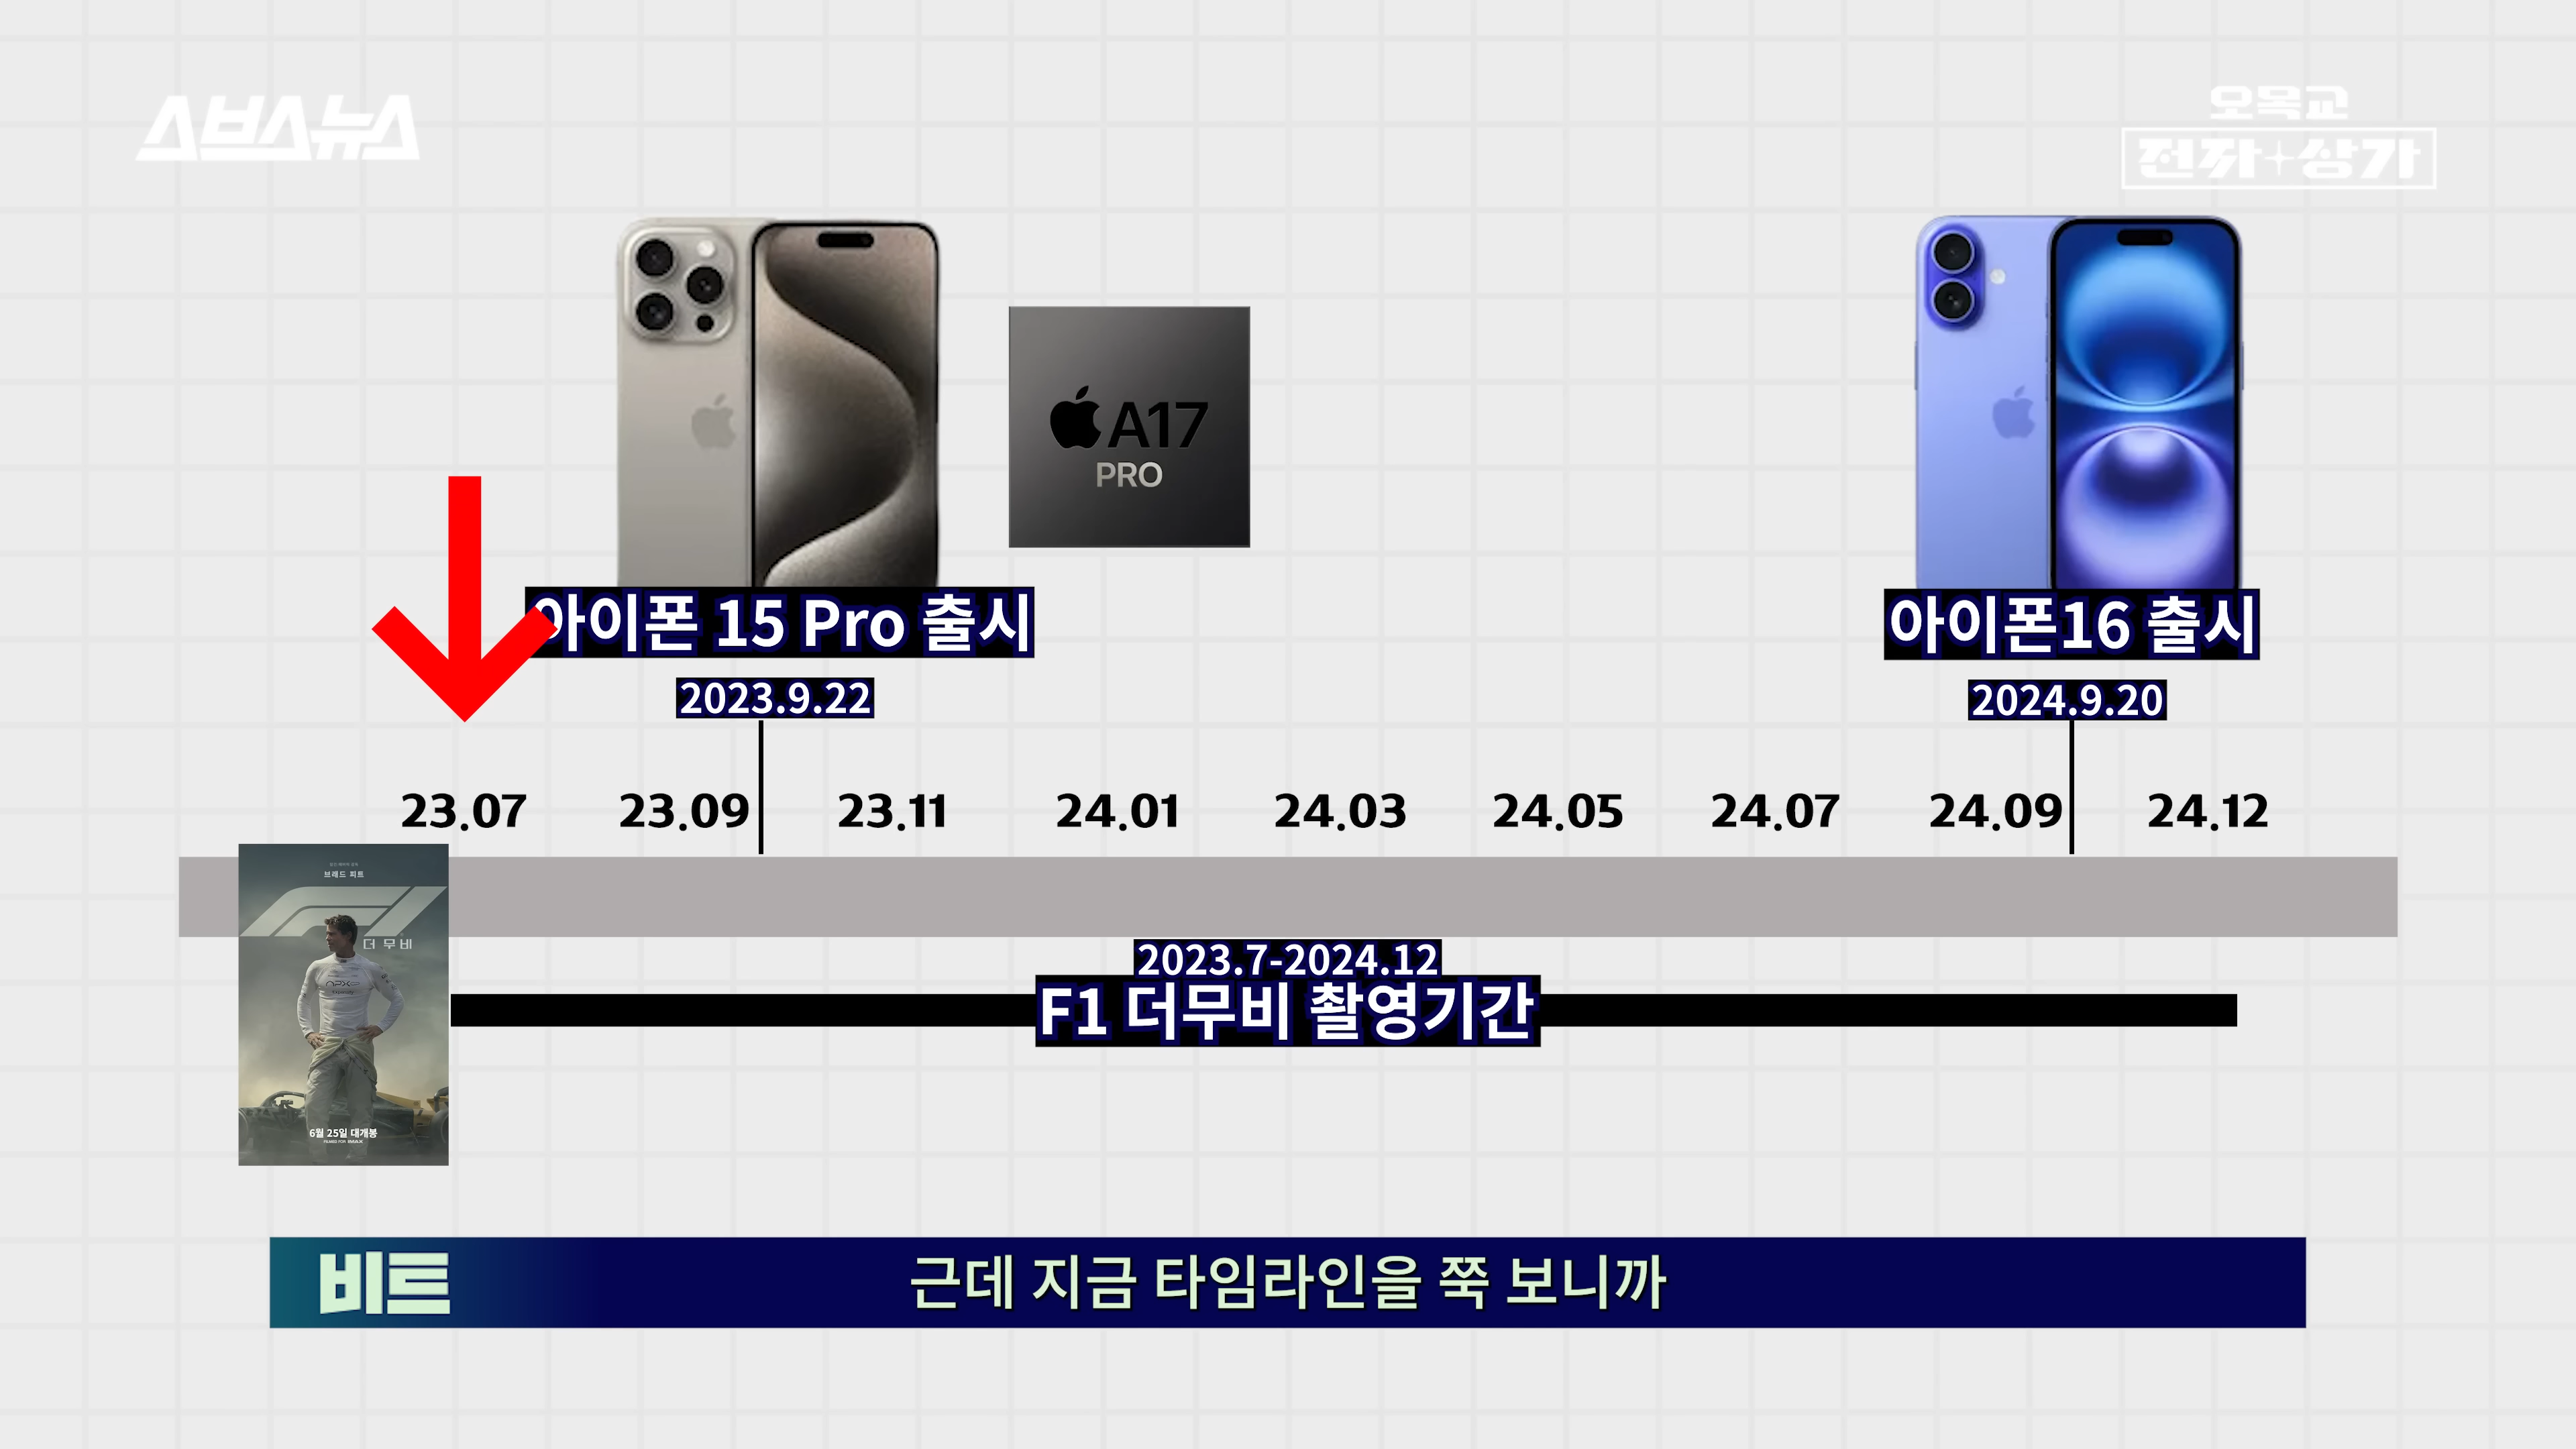 스브스뉴스
오목교
전자상가
A17
PRO
아이폰 15 Pro 출시
아이폰16 출시
2023.9.22
2024.9.20
23.07 23.09 23.11 24.01 24.03 24.05 24.07 24.09 24.12
브래드 피트
F1
더 무비
APXGP
6월 25일 대개봉
FILMED FOR IMAX
2023.7-2024.12
F1 더무비 촬영기간
비트
근데 지금 타임라인을 쭉 보니까